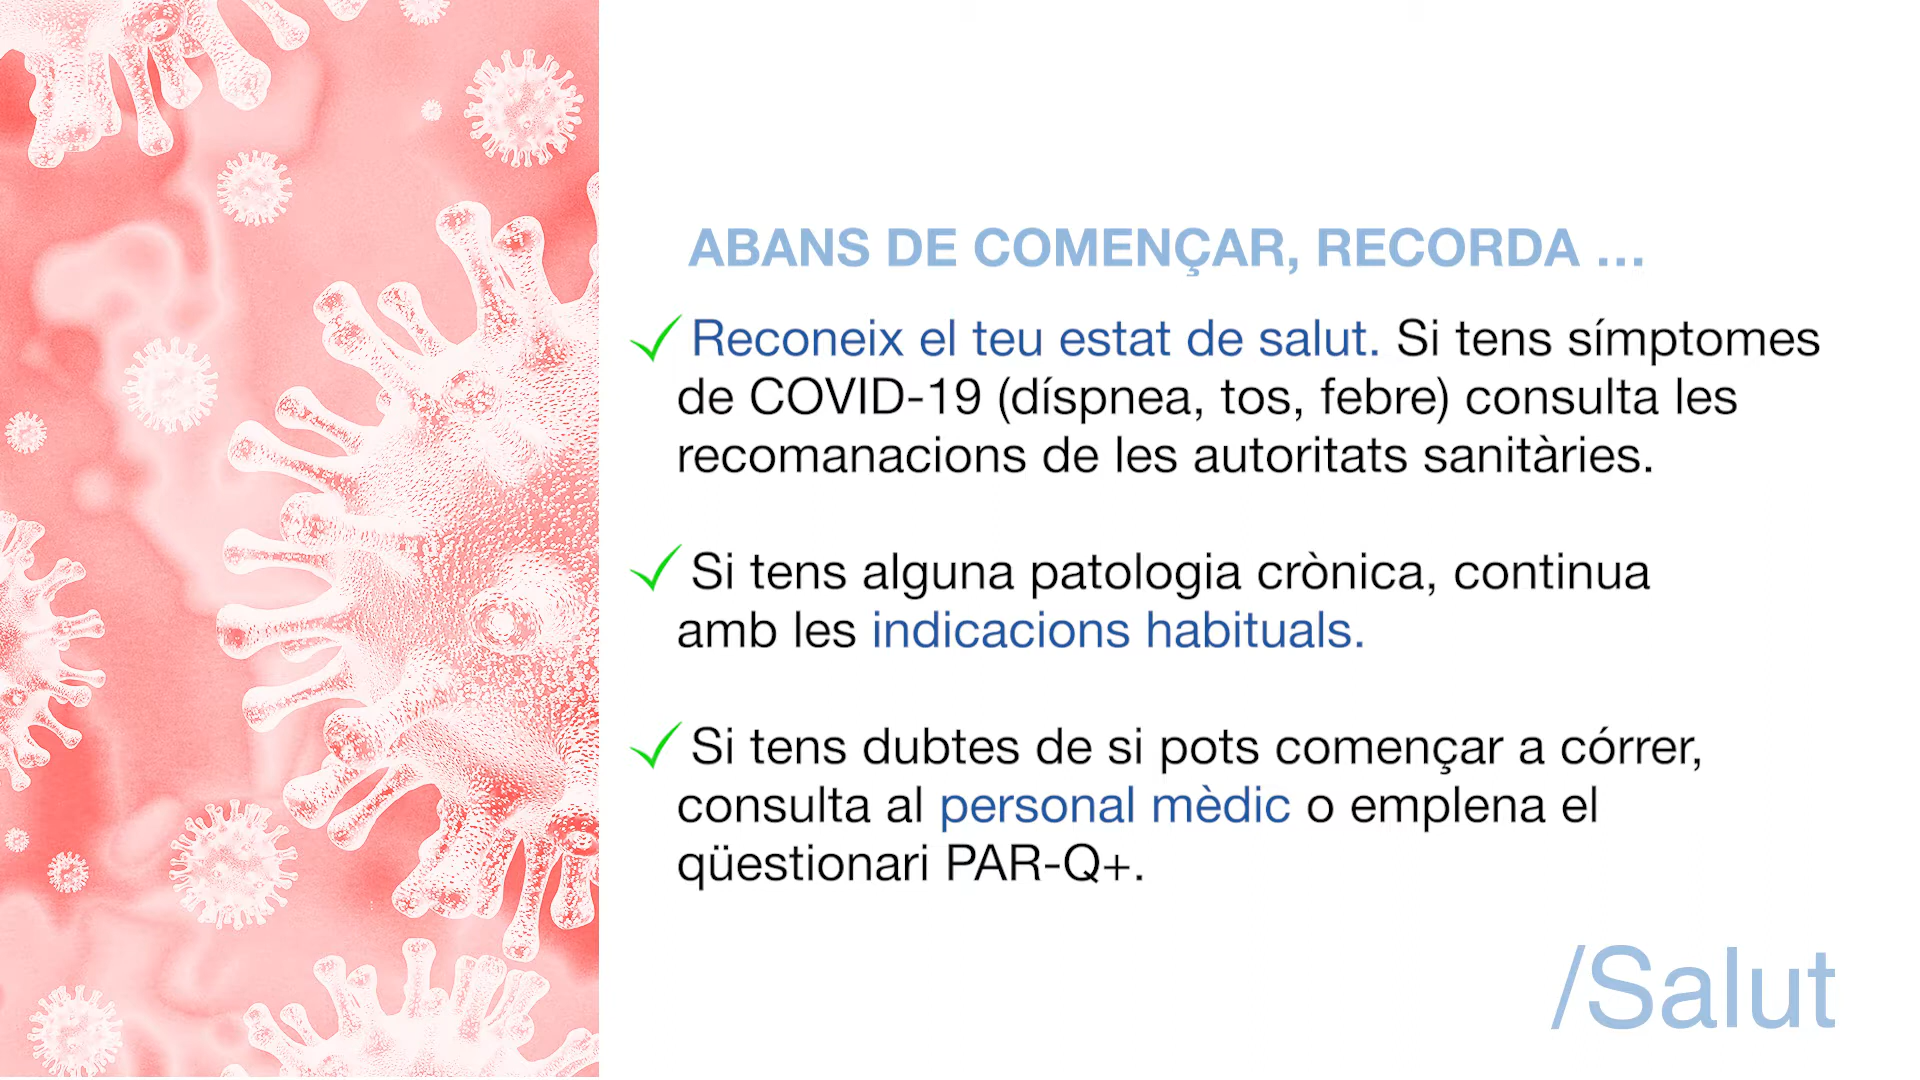 ABANS DE COMENÇAR, RECORDA ...
Reconeix el teu estat de salut. Si tens símptomes
de COVID-19 (díspnea, tos, febre) consulta les
recomanacions de les autoritats sanitàries.
Si tens alguna patologia crònica, continua
amb les indicacions habituals.
Si tens dubtes de si pots començar a córrer,
consulta al personal mèdic o emplena el
qüestionari PAR-Q+.
/Salut